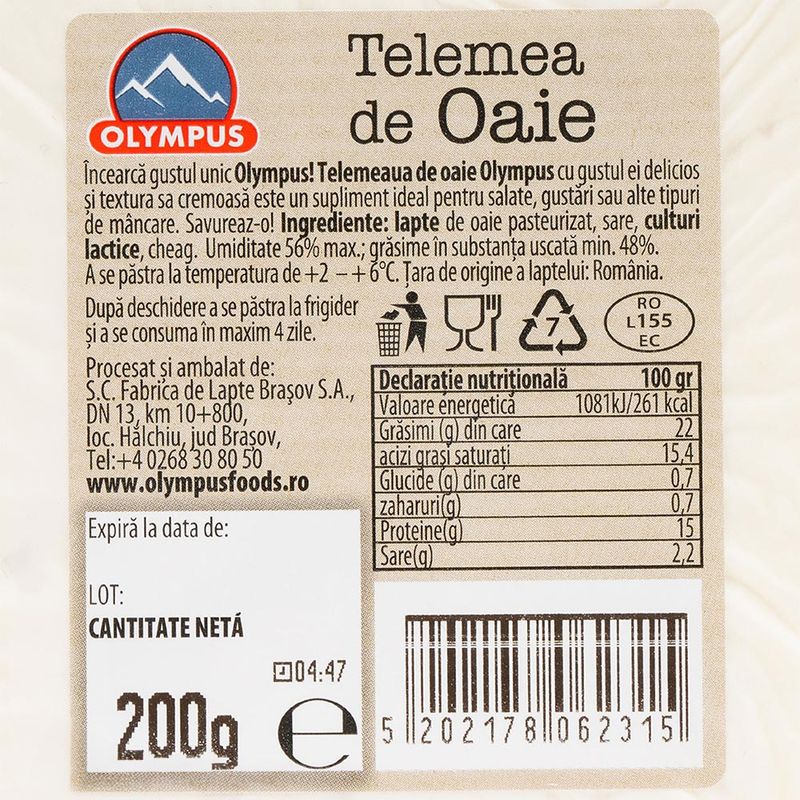 OLYMPUS
Telemea
de Oaie
Încearcă gustul unic Olympus! Telemeaua de oaie Olympus cu gustul ei delicios
și textura sa cremoasă este un supliment ideal pentru salate, gustări sau alte tipuri
de mâncare. Savureaz-o! Ingrediente: lapte de oaie pasteurizat, sare, culturi
lactice, cheag. Umiditate 56% max.; grăsime în substanța uscată min. 48%.
A se păstra la temperatura de +2 – + 6°C. Țara de origine a laptelui: România.
După deschidere a se păstra la frigider
și a se consuma în maxim 4 zile.
7
RO
L155
EC
Procesat și ambalat de:
S.C. Fabrica de Lapte Brașov S.A.,
DN 13, km 10+800,
loc. Hălchiu, jud Brașov,
Tel:+4 0268 30 80 50
www.olympusfoods.ro
Declarație nutrițională 100 gr
Valoare energetică 1081kJ/261 kcal
Grăsimi (g) din care 22
acizi grași saturați 15,4
Glucide (g) din care 0,7
zaharuri(g) 0,7
Proteine(g) 15
Sare(g) 2,2
Expiră la data de:
LOT:
CANTITATE NETĂ
04:47
200g e
5 202178 062315